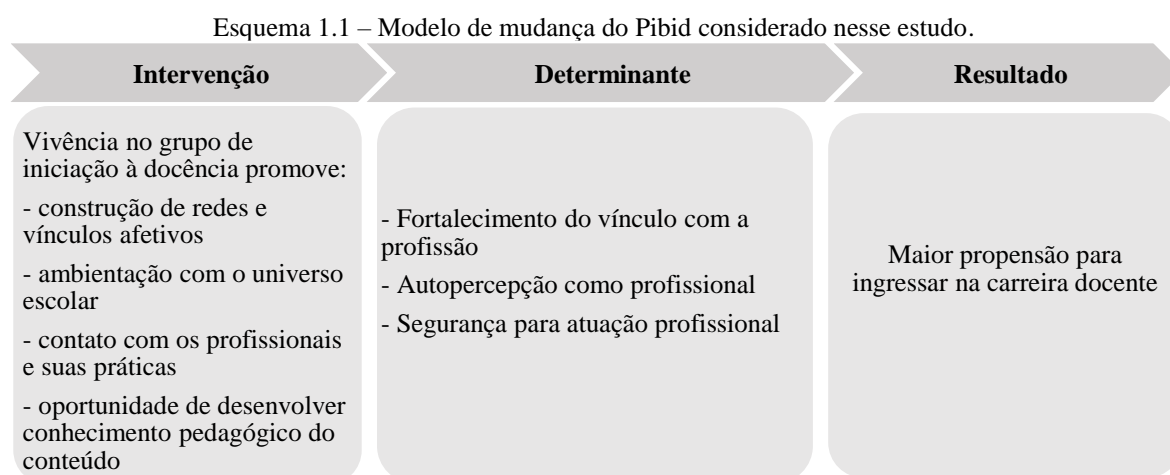 Esquema 1.1 – Modelo de mudança do Pibid considerado nesse estudo.
Intervenção
Determinante
Resultado
Vivência no grupo de
iniciação à docência promove:
- construção de redes e
vínculos afetivos
- ambientação com o universo
escolar
- contato com os profissionais
e suas práticas
- oportunidade de desenvolver
conhecimento pedagógico do
conteúdo
- Fortalecimento do vínculo com a
profissão
- Autopercepção como profissional
- Segurança para atuação profissional
Maior propensão para
ingressar na carreira docente